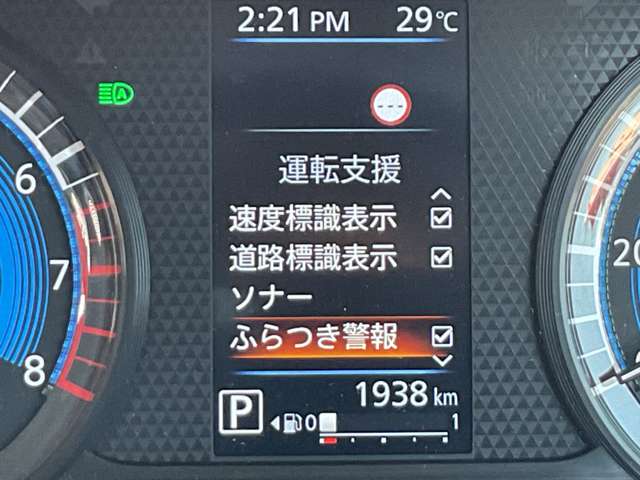 2:21 PM 29℃
A
---
運転支援
6
速度標識表示
道路標識表示
20
7
ソナー
ふらつき警報
8
1938 km
P
0 1